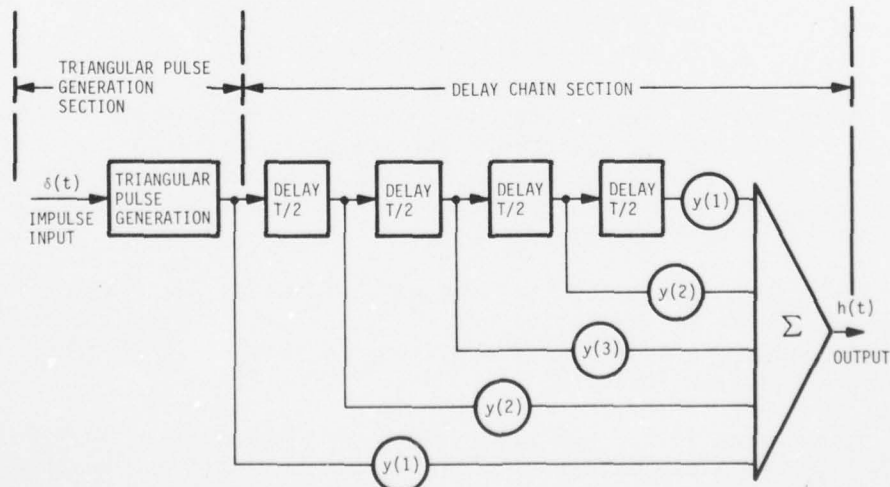 TRIANGULAR PULSE
GENERATION
SECTION
DELAY CHAIN SECTION
δ(t)
IMPULSE
INPUT
TRIANGULAR
PULSE
GENERATION
DELAY
T/2
DELAY
T/2
DELAY
T/2
DELAY
T/2
y(1)
y(2)
y(3)
y(2)
y(1)
Σ
h(t)
OUTPUT